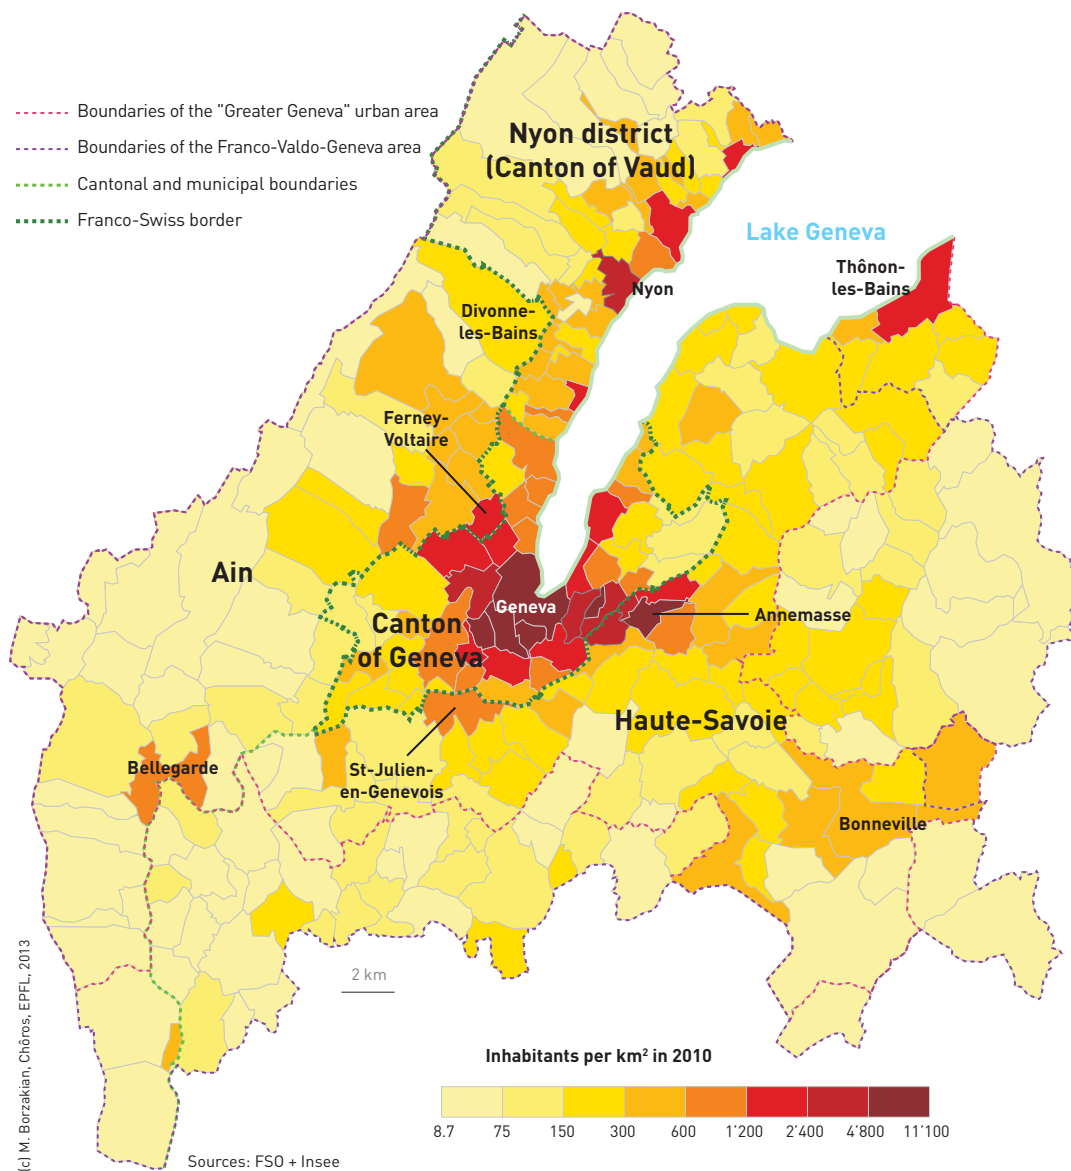 Boundaries of the "Greater Geneva" urban area
Boundaries of the Franco-Valdo-Geneva area
Cantonal and municipal boundaries
Franco-Swiss border
Nyon district
(Canton of Vaud)
Lake Geneva
Thônon-
les-Bains
Nyon
Divonne-
les-Bains
Ferney-
Voltaire
Ain
Geneva
Annemasse
Canton
of Geneva
Haute-Savoie
Bellegarde
St-Julien-
en-Genevois
Bonneville
2 km
(c) M. Borzakian, Chôros, EPFL, 2013
Inhabitants per km² in 2010
8.7 75 150 300 600 1'200 2'400 4'800 11'100
Sources: FSO + Insee